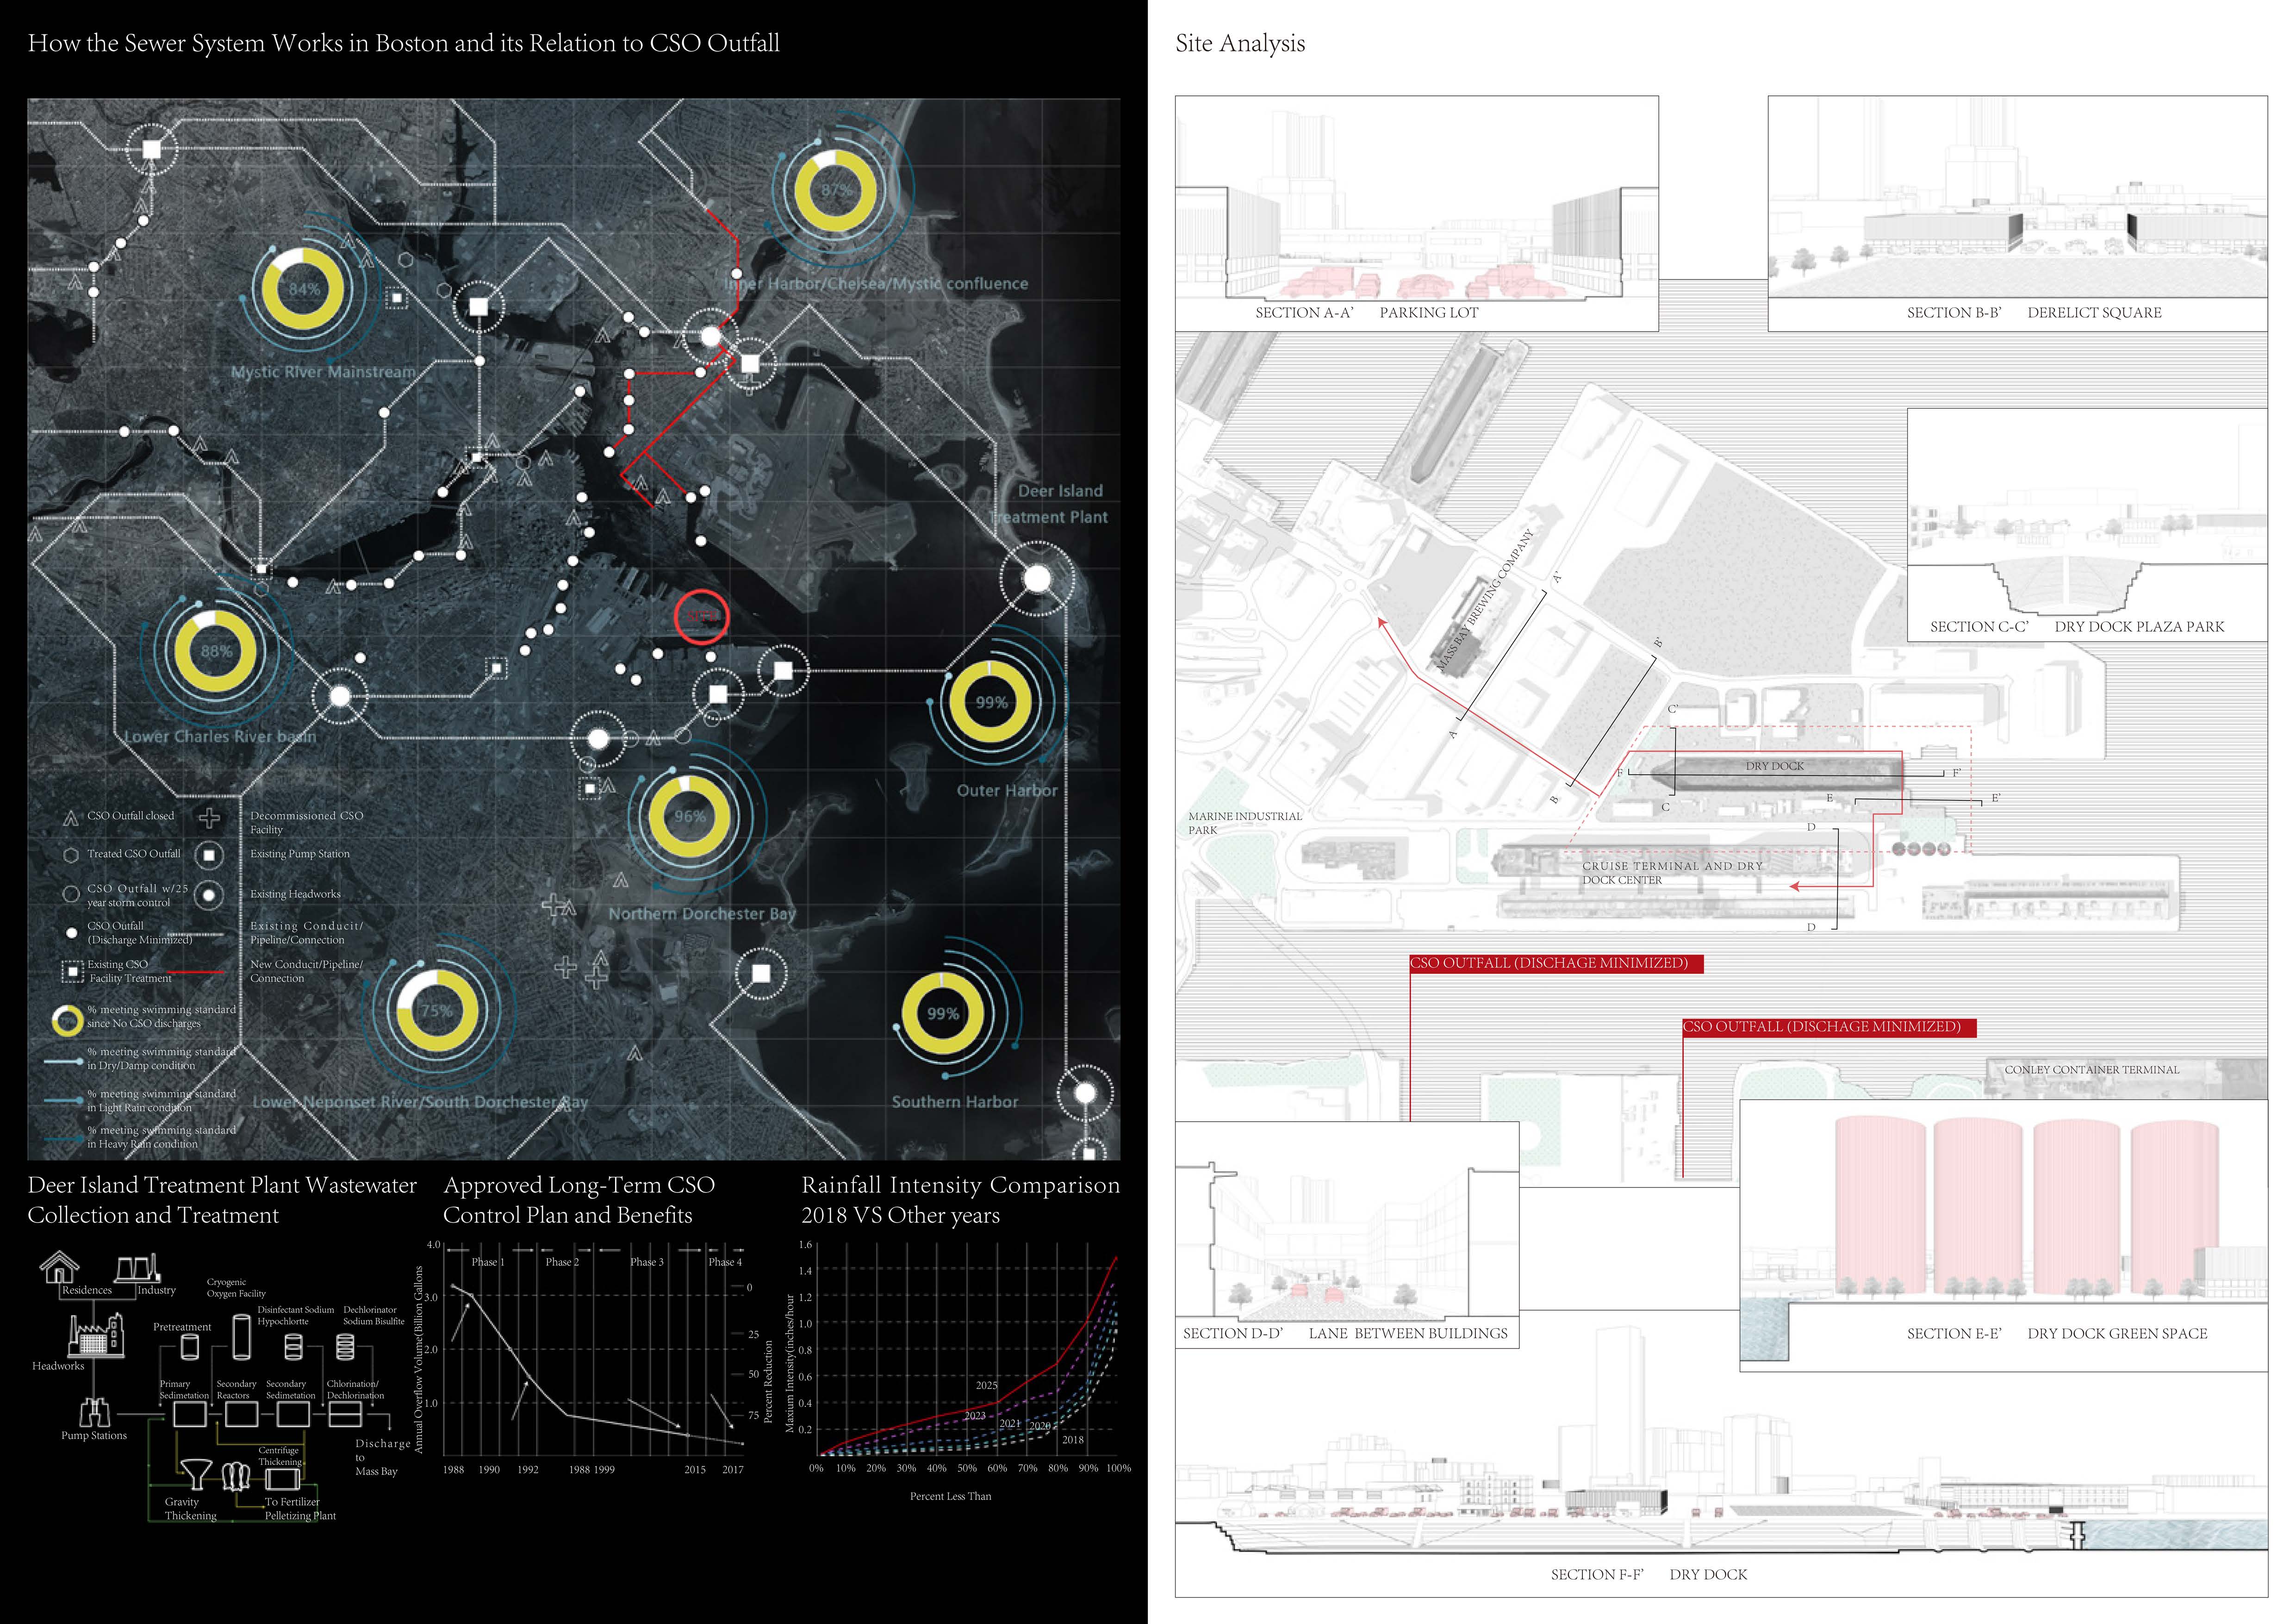 How the Sewer System Works in Boston and its Relation to CSO Outfall
87%
Inner Harbor/Chelsea/Mystic confluence
84%
Mystic River Mainstream
Deer Island
Treatment Plant
88%
Lower Charles River basin
99%
Outer Harbor
96%
Northern Dorchester Bay
75%
Lower Neponset River/South Dorchester Bay
99%
Southern Harbor
CSO Outfall closed
Decommissioned CSO
Facility
Treated CSO Outfall
Existing Pump Station
CSO Outfall w/25
year storm control
Existing Headworks
CSO Outfall
(Discharge Minimized)
Existing Conducit/
Pipeline/Connection
Existing CSO
Facility Treatment
New Conducit/Pipeline/
Connection
% meeting swimming standard
since No CSO discharges
% meeting swimming standard
in Dry/Damp condition
% meeting swimming standard
in Light Rain condition
% meeting swimming standard
in Heavy Rain condition
Deer Island Treatment Plant Wastewater
Collection and Treatment
Residences
Industry
Cryogenic
Oxygen Facility
Disinfectant Sodium
Hypochlortte
Dechlorinator
Sodium Bisulfite
Pretreatment
Headworks
Primary
Sedimetation
Secondary
Reactors
Secondary
Sedimetation
Chlorination/
Dechlorination
Pump Stations
Discharge
to
Mass Bay
Centrifuge
Thickening
Gravity
Thickening
To Fertilizer
Pelletizing Plant
Approved Long-Term CSO
Control Plan and Benefits
Annual Overflow Volume(Billion Gallons)
4.0
3.0
2.0
1.0
Phase 1
Phase 2
Phase 3
Phase 4
0
25
50
75
Percent Reduction
1988 1990 1992 1988 1999 2015 2017
Rainfall Intensity Comparison
2018 VS Other years
Maxium Intensity(inches/hour
1.6
1.4
1.2
1.0
0.8
0.6
0.4
0.2
2025
2023
2021
2020
2018
0% 10% 20% 30% 40% 50% 60% 70% 80% 90% 100%
Percent Less Than
Site Analysis
SECTION A-A' PARKING LOT
SECTION B-B' DERELICT SQUARE
SECTION C-C' DRY DOCK PLAZA PARK
MASS BAY BREWING COMPANY
A'
A
B'
B
C'
C
DRY DOCK
F
F'
E
E'
D
D
MARINE INDUSTRIAL
PARK
CRUISE TERMINAL AND DRY
DOCK CENTER
CSO OUTFALL (DISCHAGE MINIMIZED)
CSO OUTFALL (DISCHAGE MINIMIZED)
CONLEY CONTAINER TERMINAL
SECTION D-D' LANE BETWEEN BUILDINGS
SECTION E-E' DRY DOCK GREEN SPACE
SECTION F-F' DRY DOCK